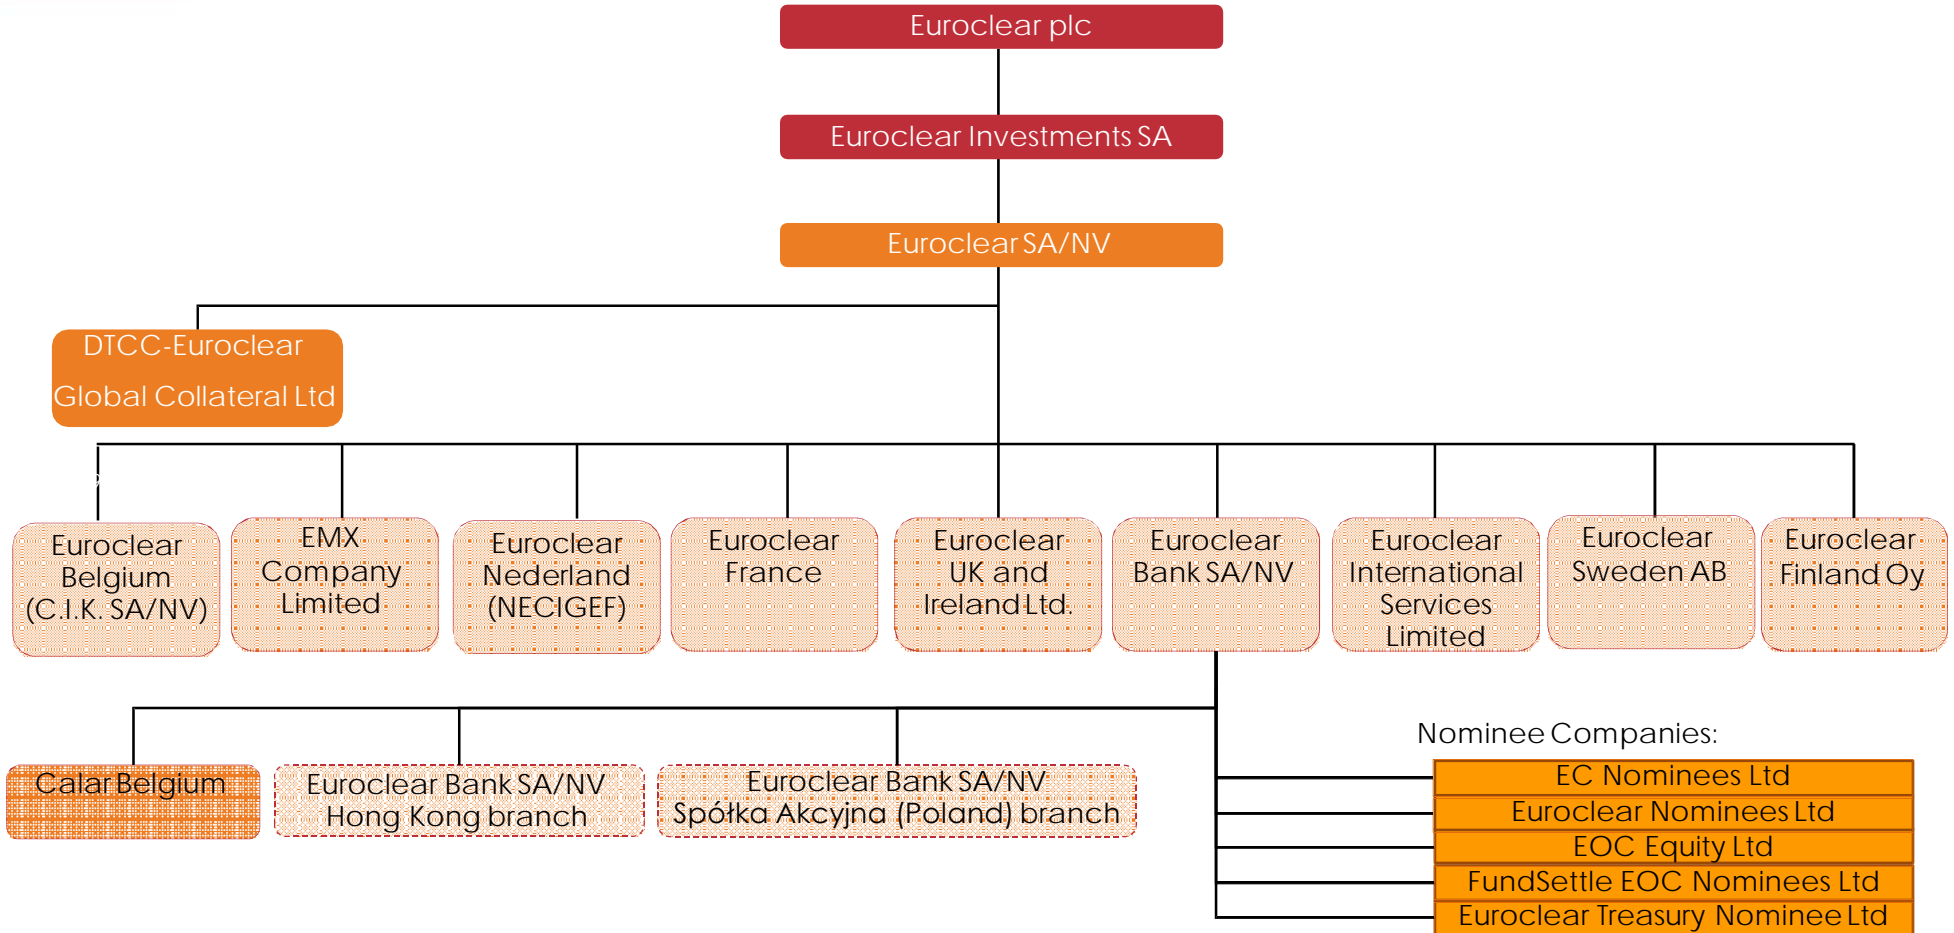 Euroclear plc
Euroclear Investments SA
Euroclear SA/NV
DTCC-Euroclear
Global Collateral Ltd
Euroclear
Belgium
(C.I.K. SA/NV)
EMX
Company
Limited
Euroclear
Nederland
(NECIGEF)
Euroclear
France
Euroclear
UK and
Ireland Ltd.
Euroclear
Bank SA/NV
Euroclear
International
Services
Limited
Euroclear
Sweden AB
Euroclear
Finland Oy
Calar Belgium
Euroclear Bank SA/NV
Hong Kong branch
Euroclear Bank SA/NV
Spółka Akcyjna (Poland) branch
Nominee Companies:
EC Nominees Ltd
Euroclear Nominees Ltd
EOC Equity Ltd
FundSettle EOC Nominees Ltd
Euroclear Treasury Nominee Ltd